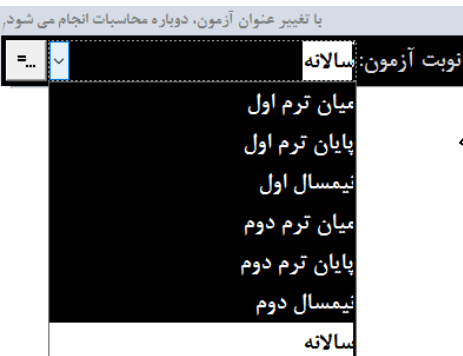 با تغییر عنوان آزمون، دوباره محاسبات انجام می شود,
نوبت آزمون: سالانه =...
میان ترم اول
پایان ترم اول
نیمسال اول
میان ترم دوم
پایان ترم دوم
نیمسال دوم
سالانه